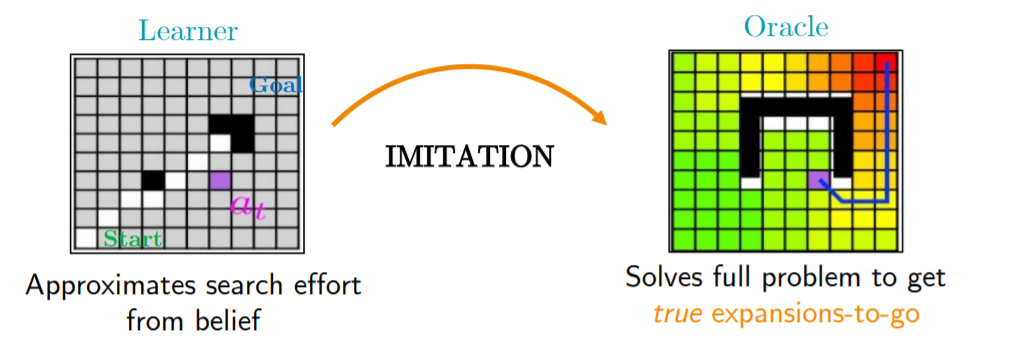 Learner
Goal
a_t
Start
Approximates search effort
from belief
IMITATION
Oracle
Solves full problem to get
true expansions-to-go